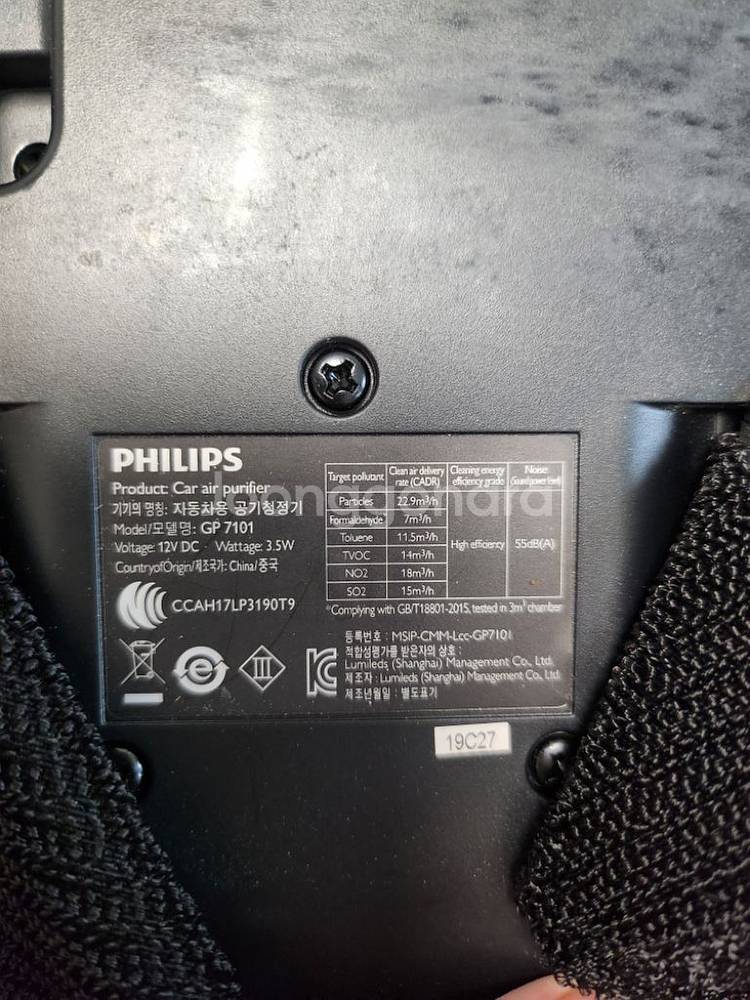 PHILIPS
Product: Car air purifier
기기의 명칭: 자동차용 공기청정기
Model/모델명: GP 7101
Voltage: 12V DC Wattage: 3.5W
CountryofOrigin/제조국가: China/중국
CCAH17LP3190T9
Target pollutant Clean air delivery rate (CADR) Cleaning energy efficiency grade Noise (Guard power level)
Particles 22.9m³/h
Formaldehyde 7m³/h
Toluene 11.5m³/h High efficiency 55dB(A)
TVOC 14m³/h
NO2 18m³/h
SO2 15m³/h
*Complying with GB/T18801-2015, tested in 3m³ chamber
등록번호 : MSIP-CMM-Lcc-GP7101
적합성평가를 받은자의 상호 :
Lumileds (Shanghai) Management Co., Ltd.
제조자 : Lumileds (Shanghai) Management Co., Ltd.
제조년월일 : 별도표기
19C27